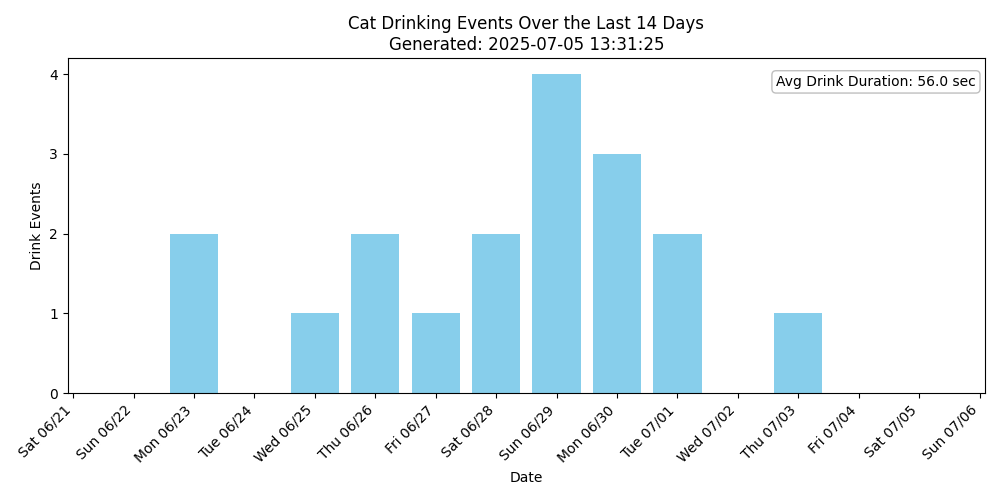 Cat Drinking Events Over the Last 14 Days
Generated: 2025-07-05 13:31:25
Avg Drink Duration: 56.0 sec
Drink Events
4
3
2
1
0
Sat 06/21
Sun 06/22
Mon 06/23
Tue 06/24
Wed 06/25
Thu 06/26
Fri 06/27
Sat 06/28
Sun 06/29
Mon 06/30
Tue 07/01
Wed 07/02
Thu 07/03
Fri 07/04
Sat 07/05
Sun 07/06
Date